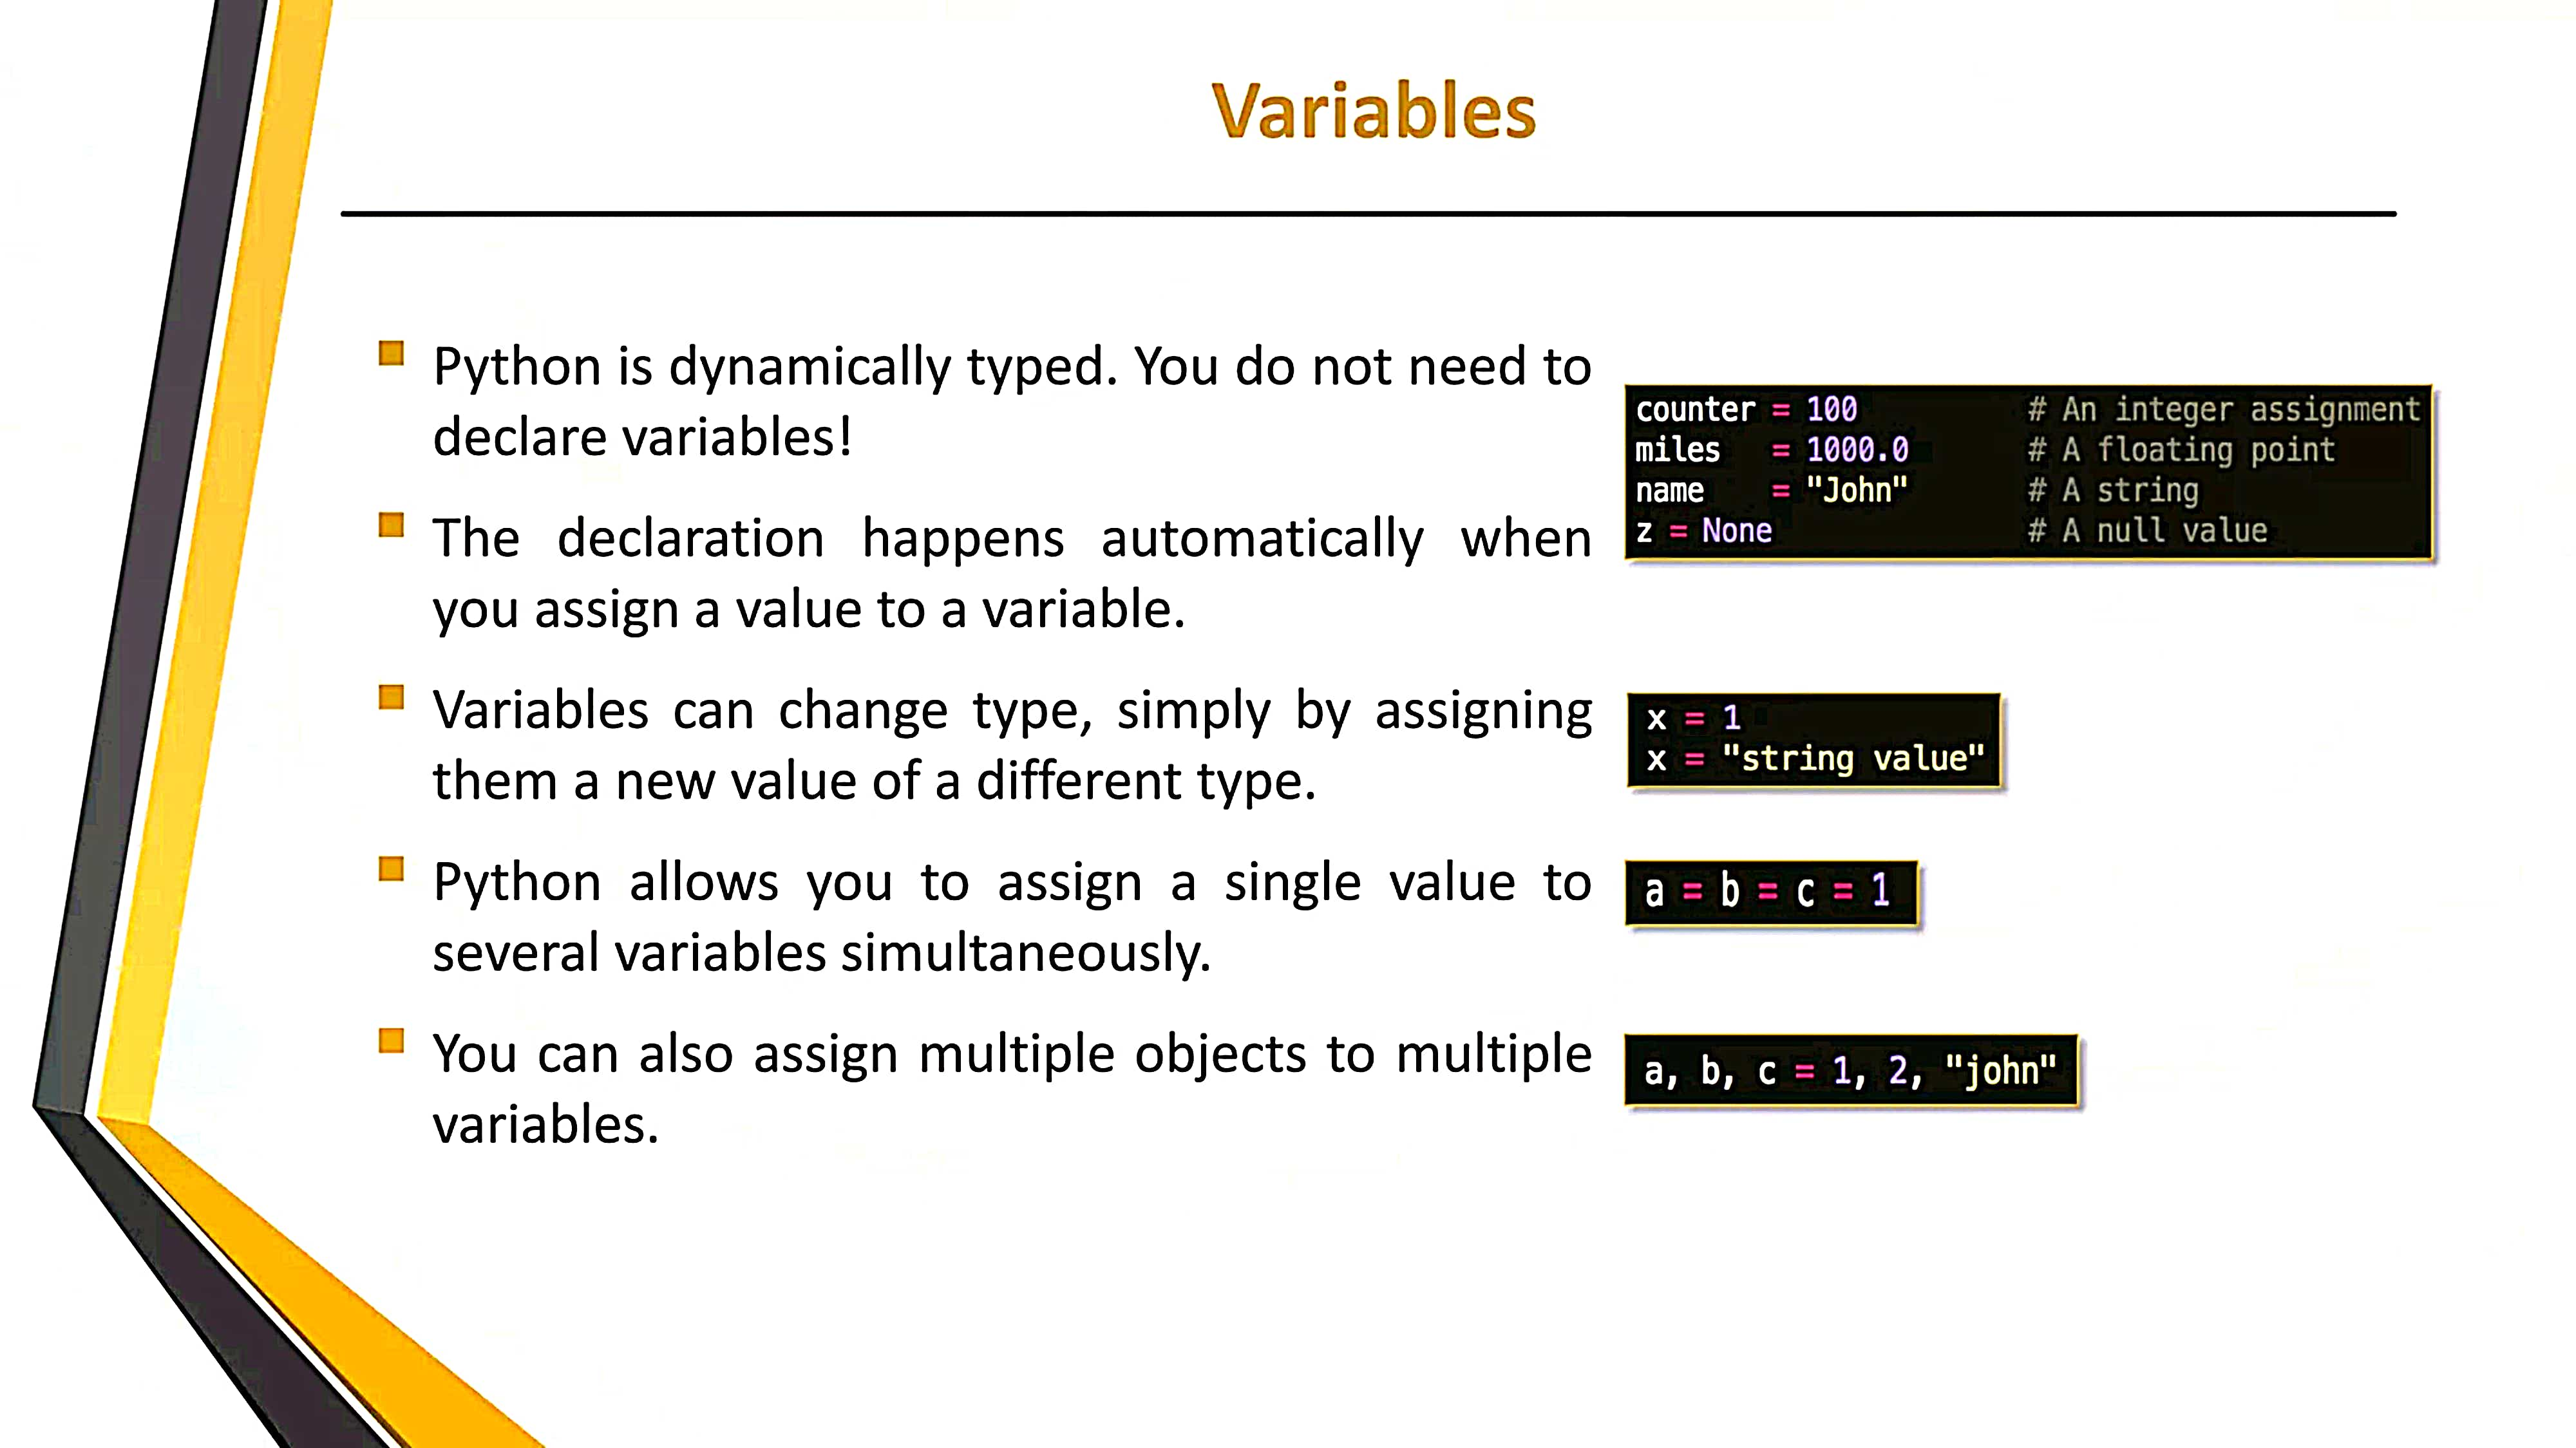 Variables
Python is dynamically typed. You do not need to
declare variables!
The declaration happens automatically when
you assign a value to a variable.
Variables can change type, simply by assigning
them a new value of a different type.
Python allows you to assign a single value to
several variables simultaneously.
You can also assign multiple objects to multiple
variables.
counter = 100 # An integer assignment
miles = 1000.0 # A floating point
name = "John" # A string
z = None # A null value
x = 1
x = "string value"
a = b = c = 1
a, b, c = 1, 2, "john"